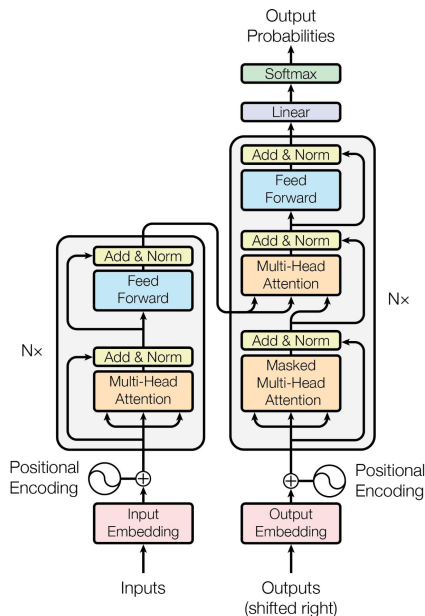 Output
Probabilities
Softmax
Linear
Add & Norm
Feed
Forward
Add & Norm
Multi-Head
Attention
Add & Norm
Masked
Multi-Head
Attention
N×
Add & Norm
Feed
Forward
Add & Norm
Multi-Head
Attention
N×
Positional
Encoding
Positional
Encoding
Input
Embedding
Output
Embedding
Inputs
Outputs
(shifted right)